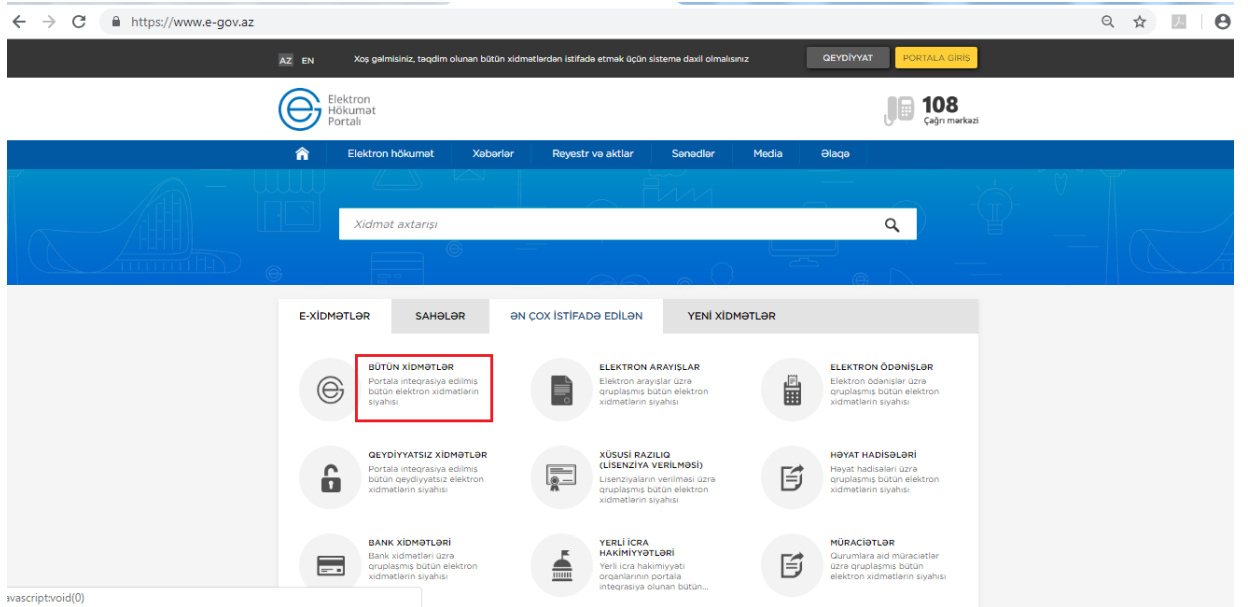 https://www.e-gov.az
AZ EN Xoş gəlmisiniz, təqdim olunan bütün xidmətlərdən istifadə etmək üçün sistemə daxil olmalısınız QEYDİYYAT PORTALA GİRİŞ
Elektron
Hökumət
Portalı
108
Çağrı mərkəzi
Elektron hökumət Xəbərlər Reyestr və aktlar Sənədlər Media Əlaqə
Xidmət axtarışı
E-XİDMƏTLƏR SAHƏLƏR ƏN ÇOX İSTİFADƏ EDİLƏN YENİ XİDMƏTLƏR
BÜTÜN XİDMƏTLƏR
Portala inteqrasiya edilmiş
bütün elektron xidmətlərin
siyahısı
ELEKTRON ARAYIŞLAR
Elektron arayışlar üzrə
qruplaşmış bütün elektron
xidmətlərin siyahısı
ELEKTRON ÖDƏNİŞLƏR
Elektron ödənişlər üzrə
qruplaşmış bütün elektron
xidmətlərin siyahısı
QEYDİYYATSIZ XİDMƏTLƏR
Portala inteqrasiya edilmiş
bütün qeydiyyatsız elektron
xidmətlərin siyahısı
XÜSUSİ RAZILIQ
(LİSENZİYA VERİLMƏSİ)
Lisenziyaların verilməsi üzrə
qruplaşmış bütün elektron
xidmətlərin siyahısı
HƏYAT HADİSƏLƏRİ
Həyat hadisələri üzrə
qruplaşmış bütün elektron
xidmətlərin siyahısı
BANK XİDMƏTLƏRİ
Bank xidmətləri üzrə
qruplaşmış bütün elektron
xidmətlərin siyahısı
YERLİ İCRA
HAKİMİYYƏTLƏRİ
Yerli icra hakimiyyəti
orqanlarının portala
inteqrasiya olunan bütün...
MÜRACİƏTLƏR
Qurumlara aid müraciətlər
üzrə qruplaşmış bütün
elektron xidmətlərin siyahısı
avascript:void(0)